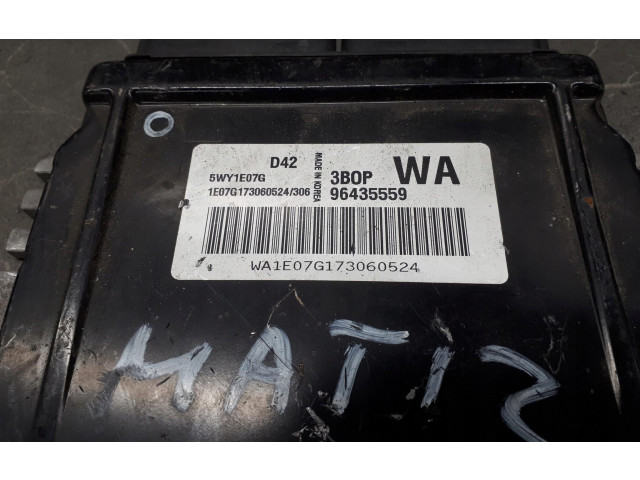 D42
5WY1E07G
1E07G173060524/306
MADE IN KOREA
3BOP WA
96435559
WA1E07G173060524
MATIZ